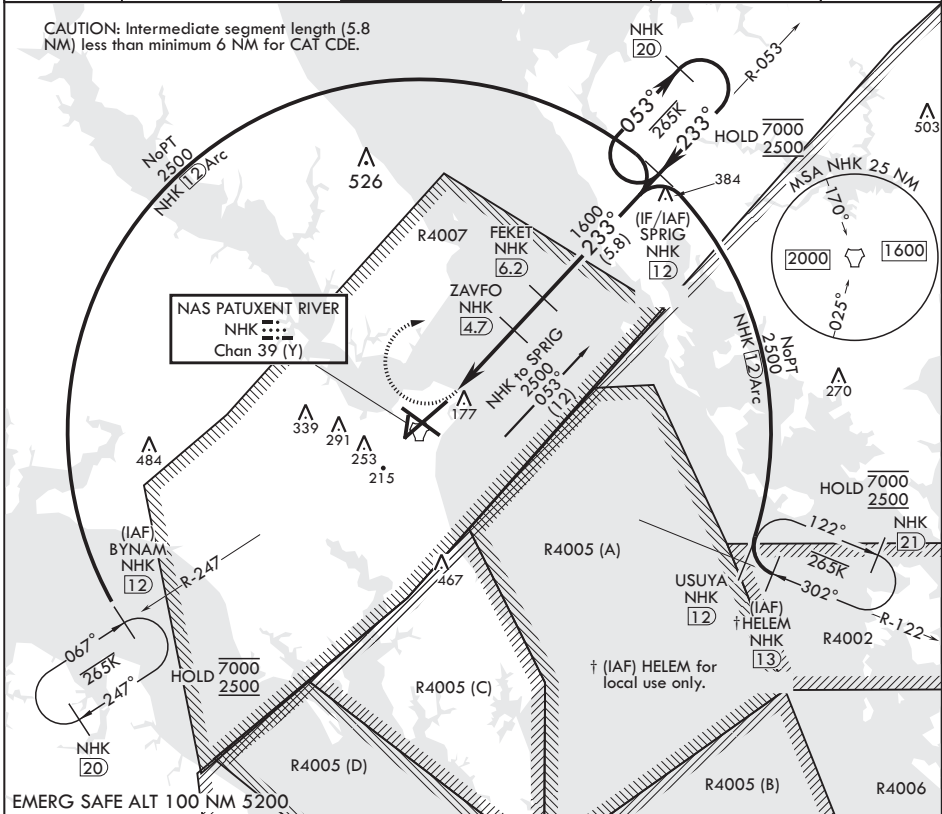 CAUTION: Intermediate segment length (5.8
NM) less than minimum 6 NM for CAT CDE.
NHK
20
R-053
053°
265K
233°
HOLD 7000
2500
503
NoPT
2500
NHK 12 Arc
526
384
MSA NHK 25 NM
170°
2000
1600
025°
R4007
1600
233°
(5.8)
(IF/IAF)
SPRIG
NHK
12
FEKET
NHK
6.2
ZAVFO
NHK
4.7
NAS PATUXENT RIVER
NHK
Chan 39 (Y)
NHK to SPRIG
2500
053°
(12)
NoPT
2500
NHK 12 Arc
270
177
339
291
253
215
484
HOLD 7000
2500
NHK
21
122°
265K
302°
R-122
(IAF)
BYNAM
NHK
12
R-247
467
R4005 (A)
USUYA
NHK
12
(IAF)
†HELEM
NHK
13
R4002
067°
265K
247°
HOLD 7000
2500
NHK
20
R4005 (C)
† (IAF) HELEM for
local use only.
R4005 (D)
R4005 (B)
R4006
EMERG SAFE ALT 100 NM 5200